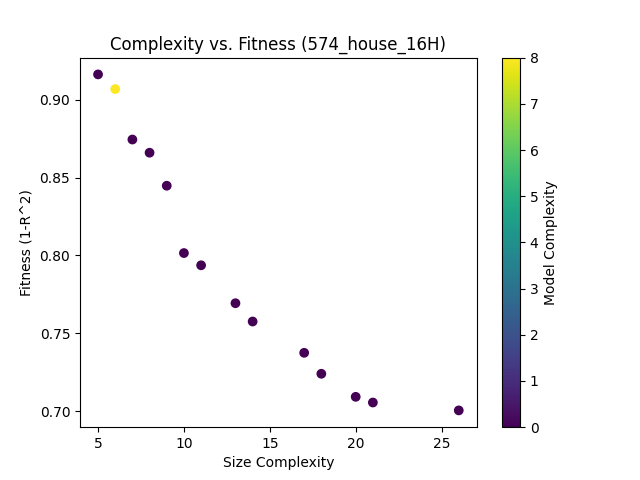 Complexity vs. Fitness (574_house_16H)
Fitness (1-R^2)
0.90
0.85
0.80
0.75
0.70
5 10 15 20 25
Size Complexity
8
7
6
5
4
3
2
1
0
Model Complexity